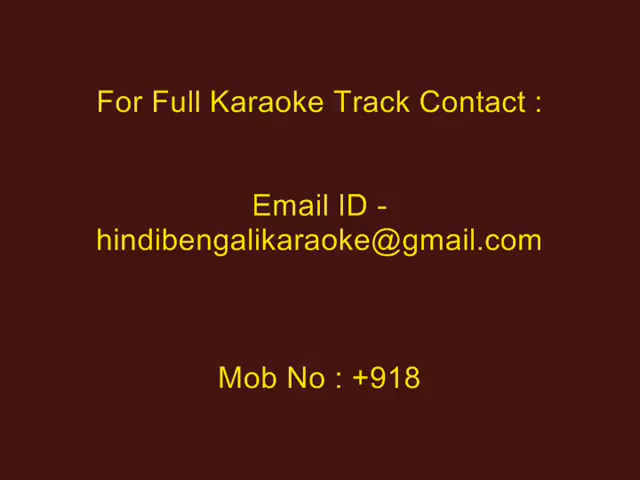 For Full Karaoke Track Contact :
Email ID -
hindibengalikaraoke@gmail.com
Mob No : +918